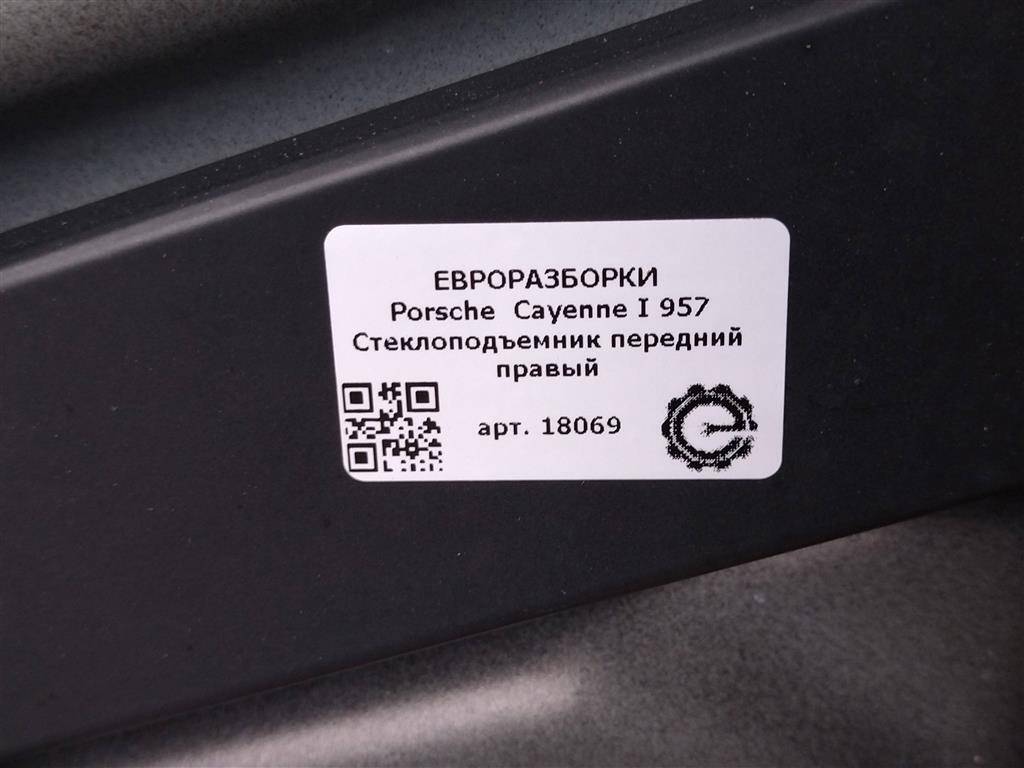 ЕВРОРАЗБОРКИ
Porsche Cayenne I 957
Стеклоподъемник передний
правый
арт. 18069